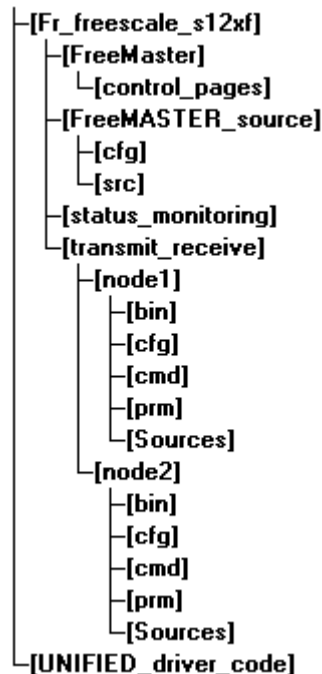 [Fr_freescale_s12xf]
[FreeMaster]
[control_pages]
[FreeMASTER_source]
[cfg]
[src]
[status_monitoring]
[transmit_receive]
[node1]
[bin]
[cfg]
[cmd]
[prm]
[Sources]
[node2]
[bin]
[cfg]
[cmd]
[prm]
[Sources]
[UNIFIED_driver_code]